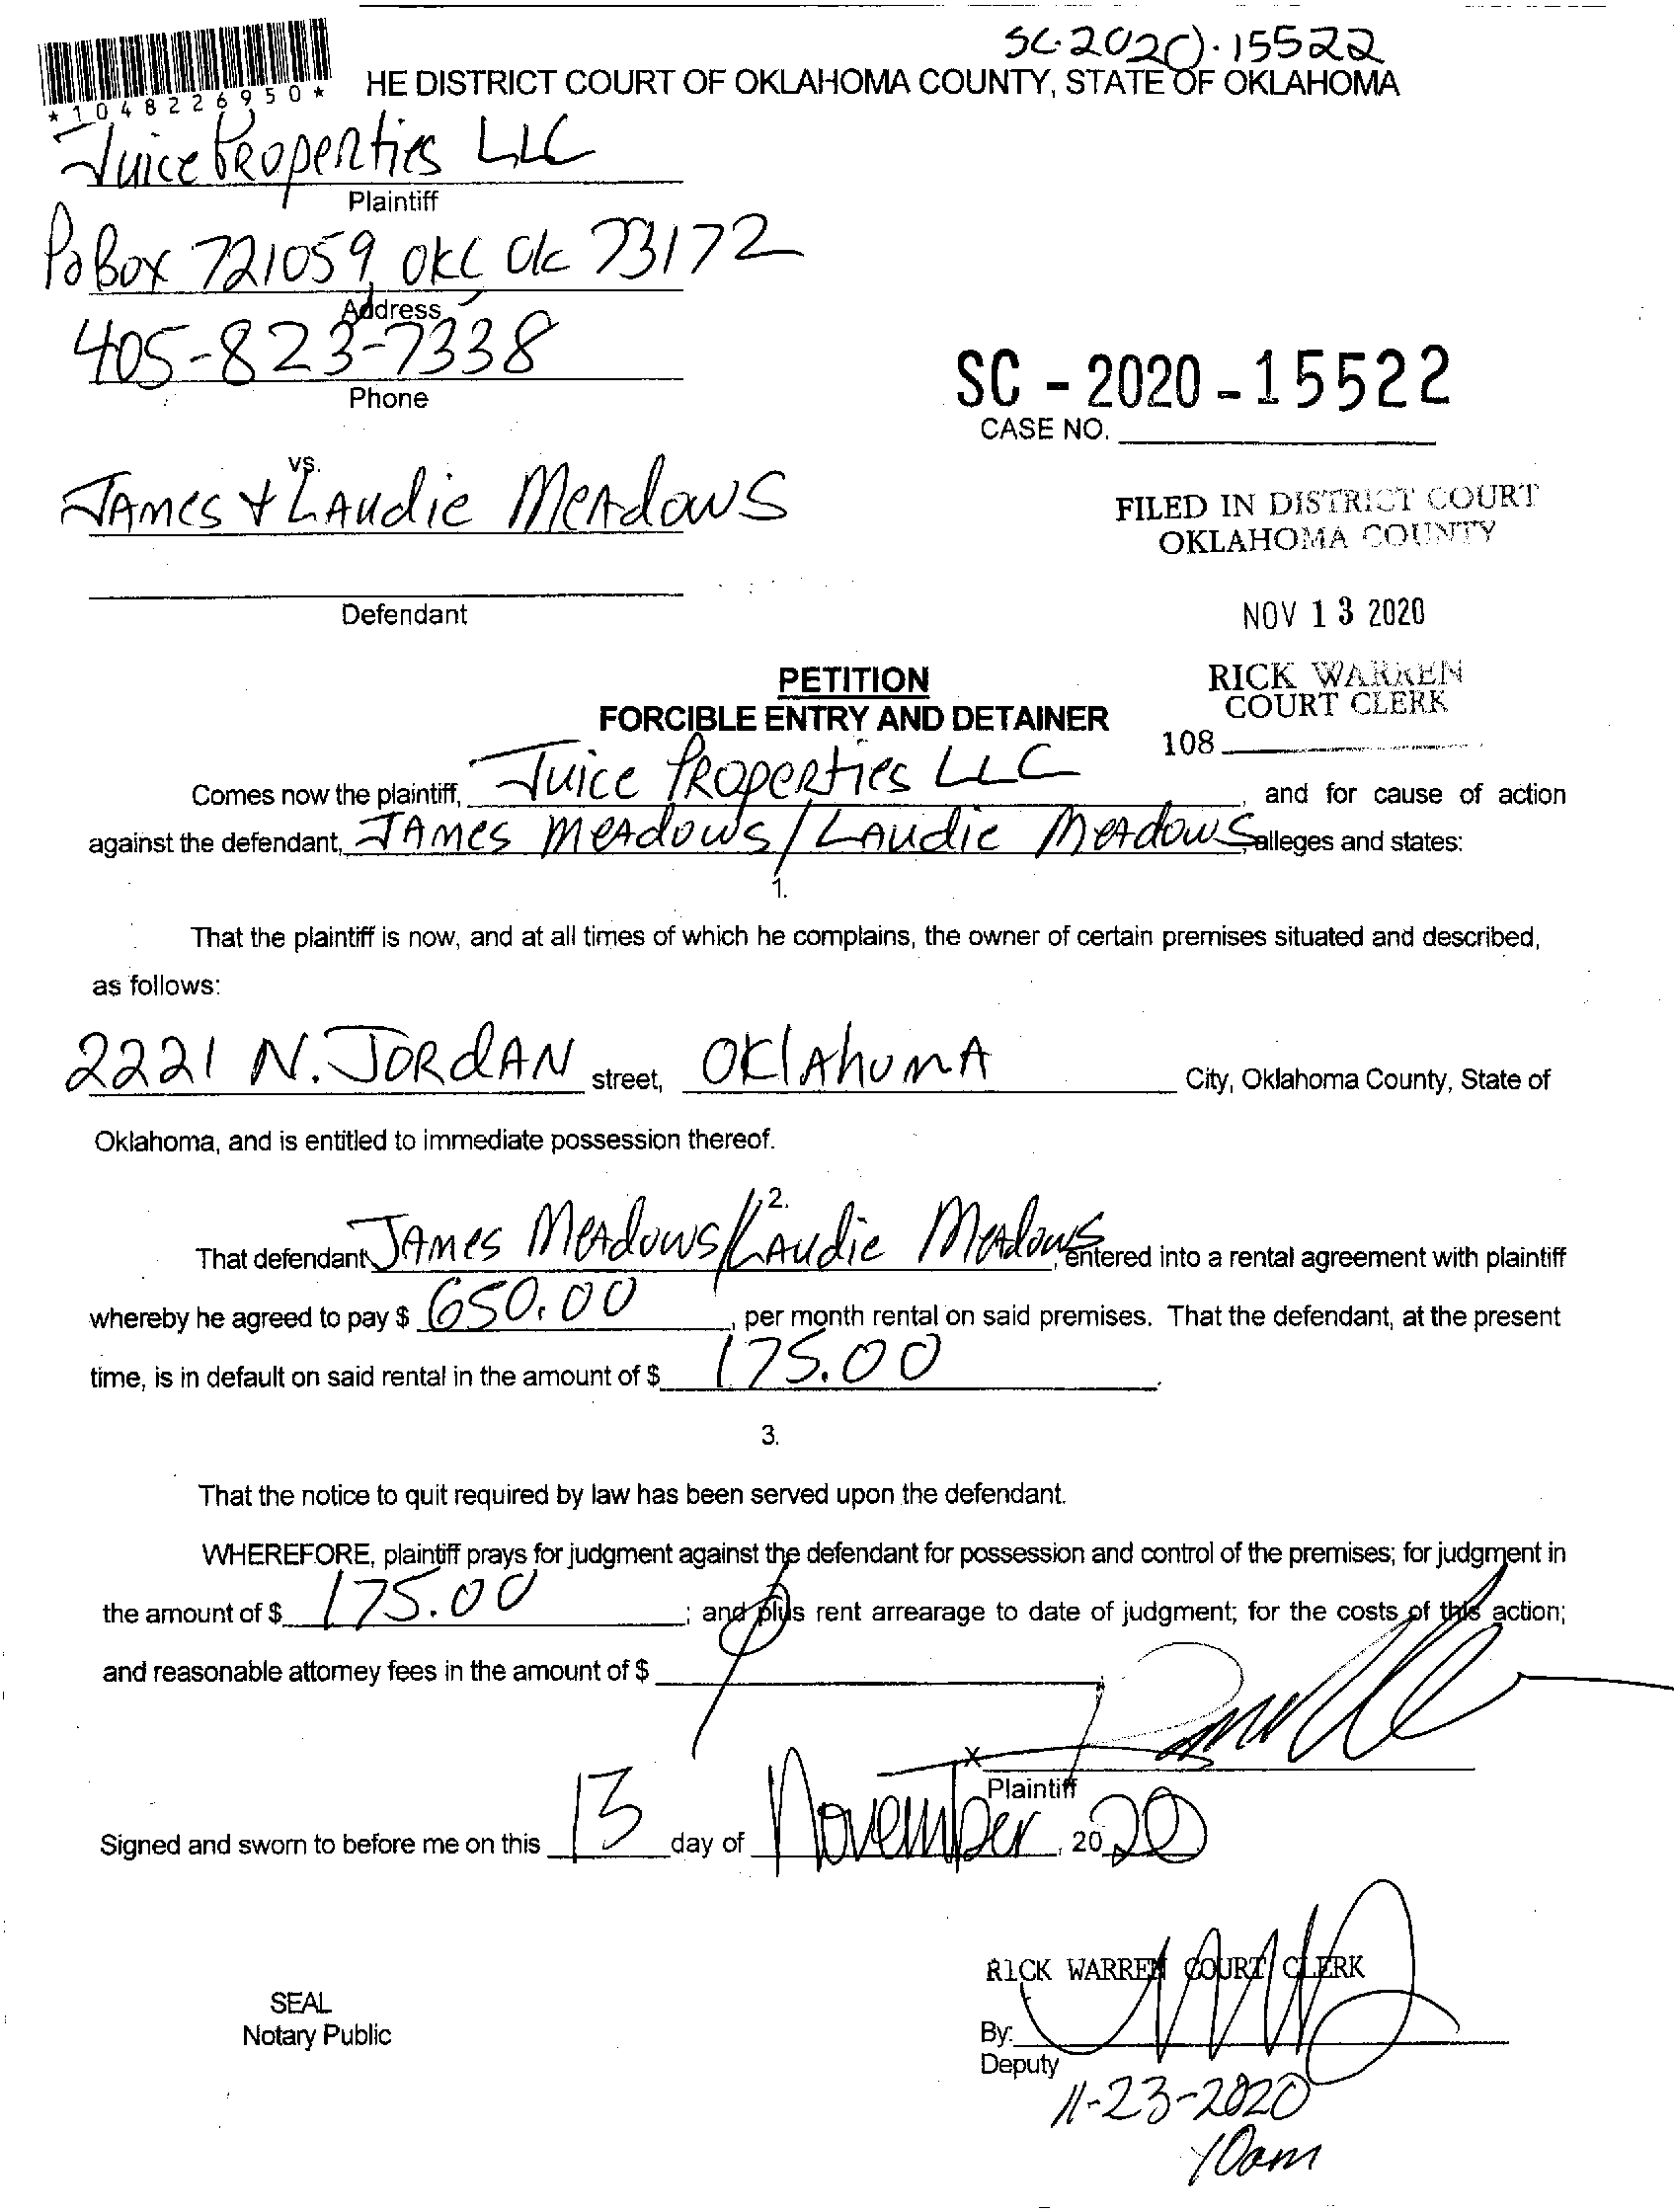 SC-2020-15522
HE DISTRICT COURT OF OKLAHOMA COUNTY, STATE OF OKLAHOMA
*1048226950*
Juice Properties LLC
Plaintiff
Po Box 721059, OKC Ok 73172
Address
405-823-7338
Phone
SC - 2020 - 15522
CASE NO.
vs.
James & Laudie Meadows
FILED IN DISTRICT COURT
OKLAHOMA COUNTY
Defendant
NOV 13 2020
PETITION
RICK WARREN
COURT CLERK
FORCIBLE ENTRY AND DETAINER
108
Comes now the plaintiff, Juice Properties LLC, and for cause of action
against the defendant, James Meadows / Laudie Meadows, alleges and states:
1.
That the plaintiff is now, and at all times of which he complains, the owner of certain premises situated and described,
as follows:
2221 N. Jordan street, Oklahoma City, Oklahoma County, State of
Oklahoma, and is entitled to immediate possession thereof.
2.
That defendant James Meadows/Laudie Meadows, entered into a rental agreement with plaintiff
whereby he agreed to pay $ 650.00, per month rental on said premises. That the defendant, at the present
time, is in default on said rental in the amount of $ 175.00.
3.
That the notice to quit required by law has been served upon the defendant.
WHEREFORE, plaintiff prays for judgment against the defendant for possession and control of the premises; for judgment in
the amount of $ 175.00; and plus rent arrearage to date of judgment; for the costs of this action;
and reasonable attorney fees in the amount of $
X
Plaintiff
Signed and sworn to before me on this 13 day of November, 2020
RICK WARREN COURT CLERK
SEAL
Notary Public
By:
Deputy
11-23-2020
10am